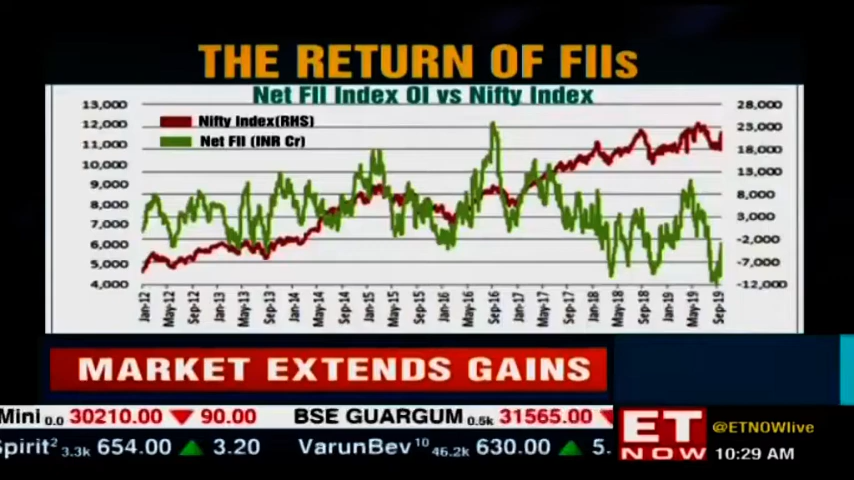 THE RETURN OF FIIs
Net FII Index OI vs Nifty Index
13,000
12,000
11,000
10,000
9,000
8,000
7,000
6,000
5,000
4,000
Nifty Index(RHS)
Net FII (INR Cr)
28,000
23,000
18,000
13,000
8,000
3,000
-2,000
-7,000
-12,000
Jan-12 May-12 Sep-12 Jan-13 May-13 Sep-13 Jan-14 May-14 Sep-14 Jan-15 May-15 Sep-15 Jan-16 May-16 Sep-16 Jan-17 May-17 Sep-17 Jan-18 May-18 Sep-18 Jan-19 May-19 Sep-19
MARKET EXTENDS GAINS
Mini 0.0 30210.00 ▼ 90.00 BSE GUARGUM 0.5k 31565.00 ▼
Spirit² 3.3k 654.00 ▲ 3.20 VarunBev¹⁰ 46.2k 630.00 ▲ 5.
ET NOW
@ETNOWlive
10:29 AM